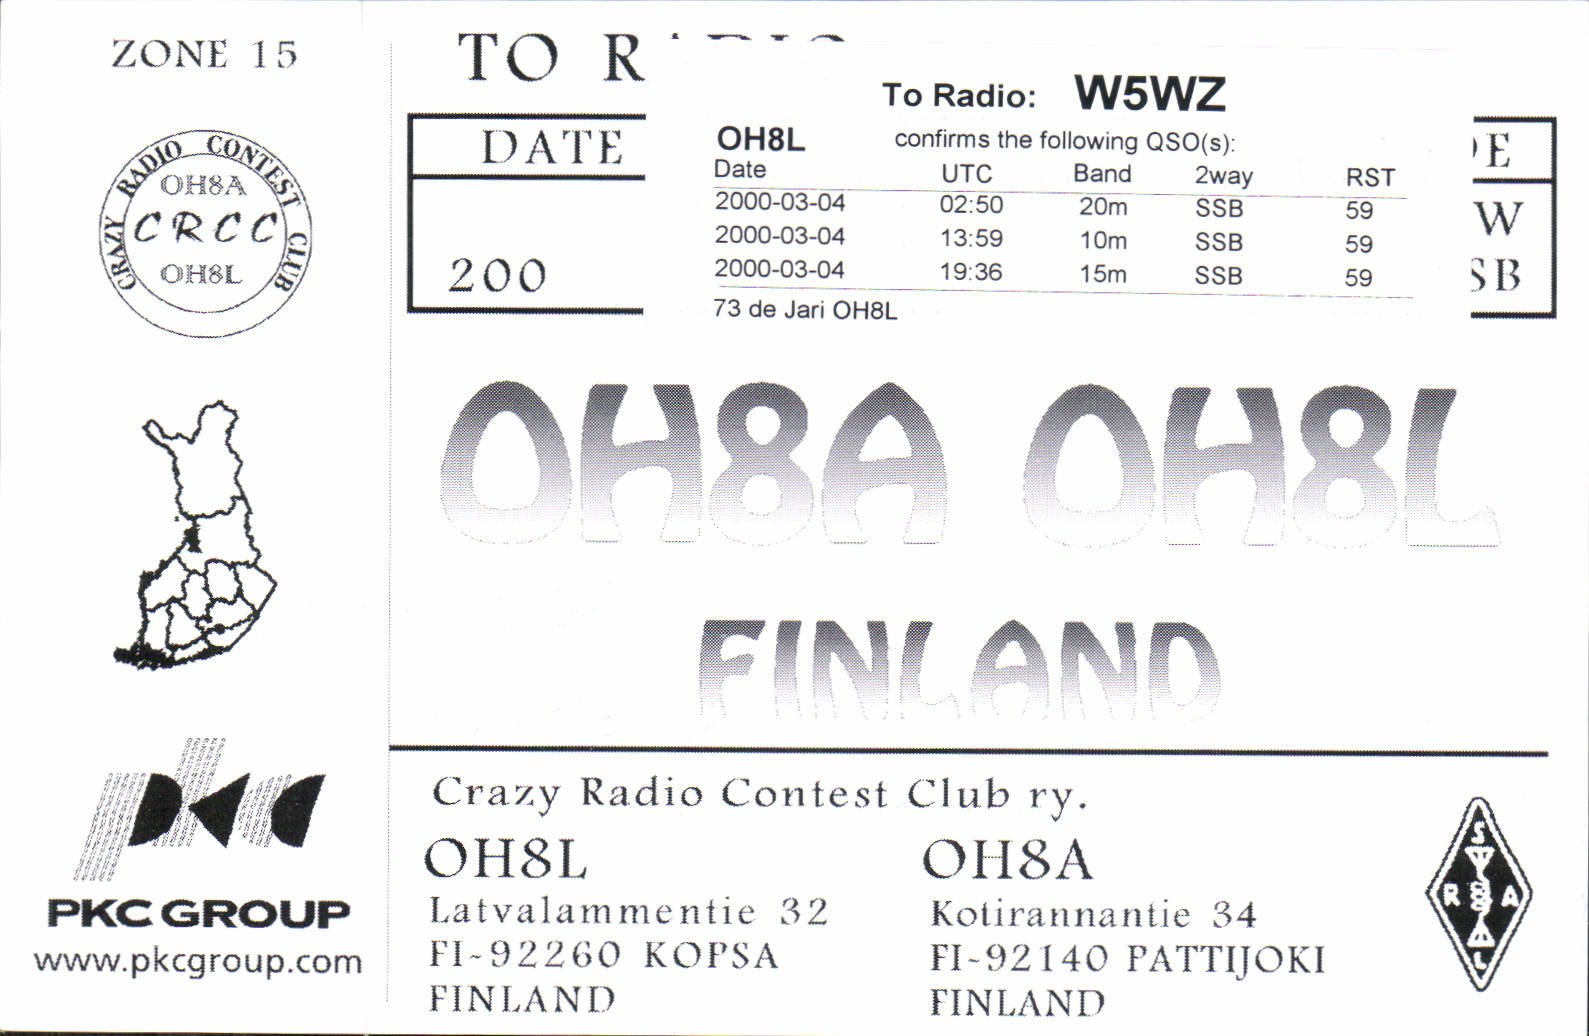 ZONE 15
CRAZY RADIO CONTEST CLUB
OH8A
CRCC
OH8L
PKC GROUP
www.pkcgroup.com
TO R
DATE
200
To Radio: W5WZ
OH8L confirms the following QSO(s):
Date UTC Band 2way RST
2000-03-04 02:50 20m SSB 59
2000-03-04 13:59 10m SSB 59
2000-03-04 19:36 15m SSB 59
73 de Jari OH8L
E
W
SB
OH8A OH8L
FINLAND
Crazy Radio Contest Club ry.
OH8L
Latvalammentie 32
FI-92260 KOPSA
FINLAND
OH8A
Kotirannantie 34
FI-92140 PATTIJOKI
FINLAND
S
R A
L